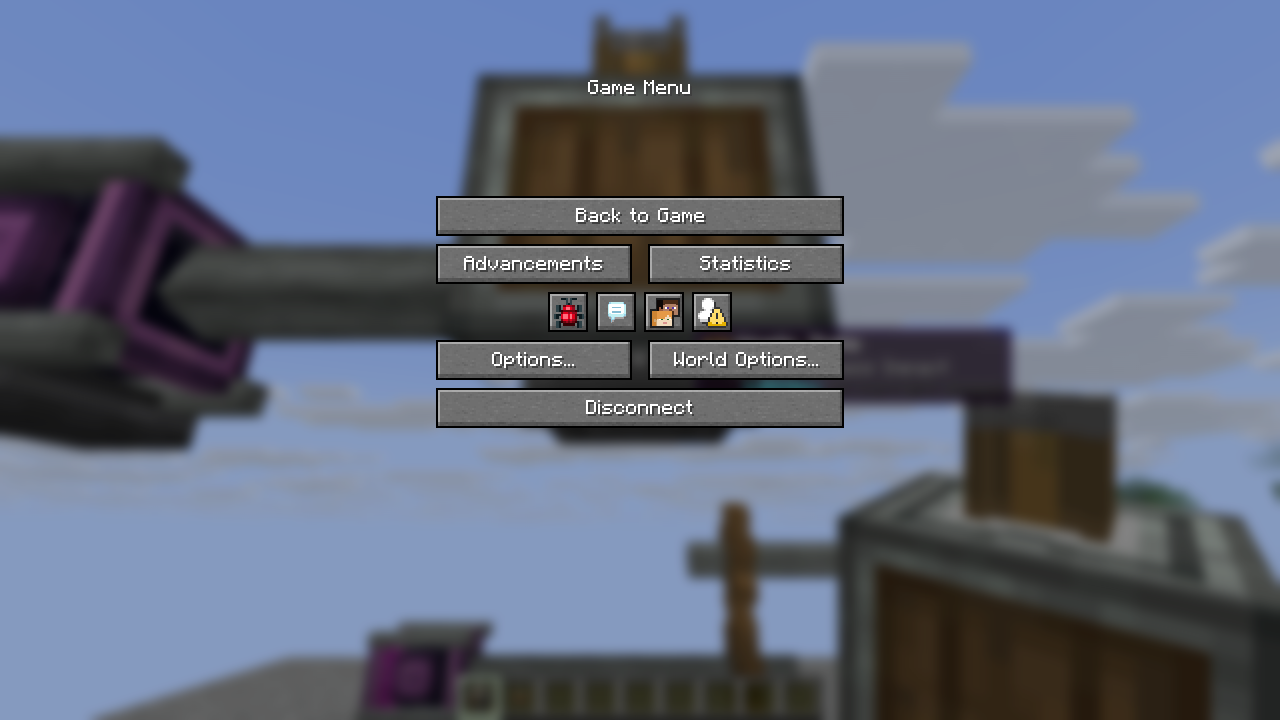 Game Menu
Back to Game
Advancements
Statistics
Options...
World Options...
Disconnect